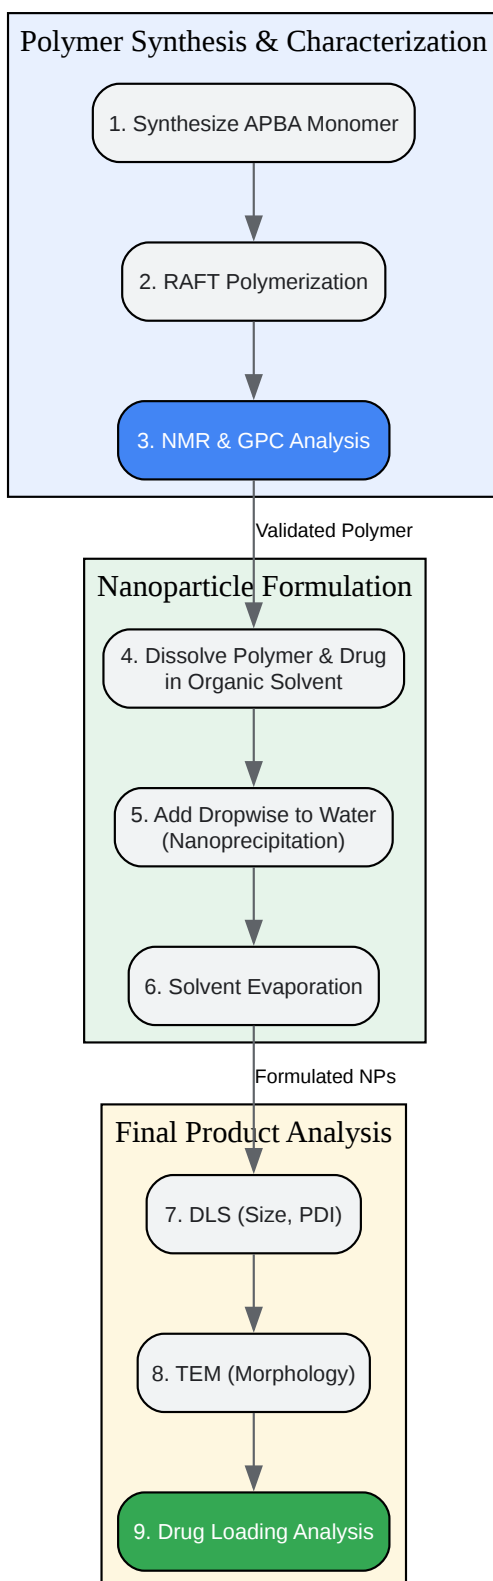 Polymer Synthesis & Characterization
1. Synthesize APBA Monomer
2. RAFT Polymerization
3. NMR & GPC Analysis
Validated Polymer
Nanoparticle Formulation
4. Dissolve Polymer & Drug
in Organic Solvent
5. Add Dropwise to Water
(Nanoprecipitation)
6. Solvent Evaporation
Formulated NPs
Final Product Analysis
7. DLS (Size, PDI)
8. TEM (Morphology)
9. Drug Loading Analysis